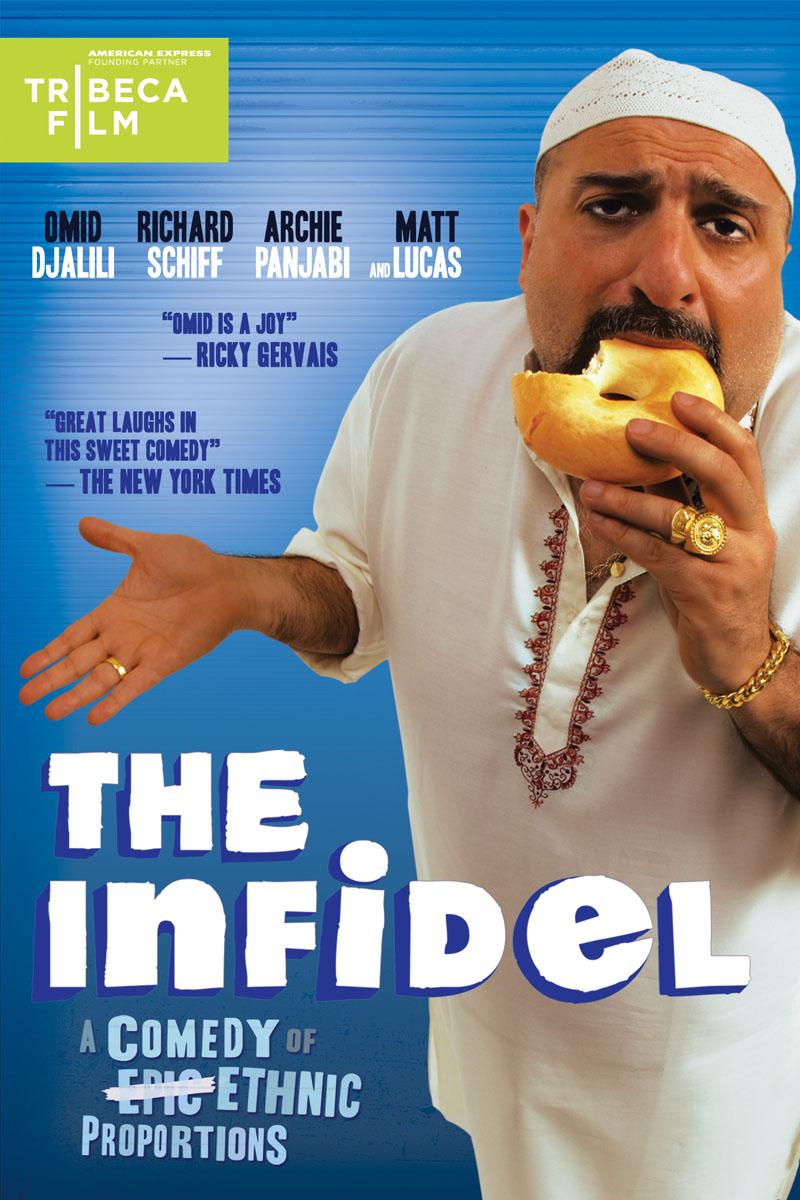 AMERICAN EXPRESS
FOUNDING PARTNER
TRIBECA
FILM
OMID RICHARD ARCHIE MATT
DJALILI SCHIFF PANJABI AND LUCAS
“OMID IS A JOY”
— RICKY GERVAIS
“GREAT LAUGHS IN
THIS SWEET COMEDY”
— THE NEW YORK TIMES
THE
INFIDEL
A COMEDY OF
EPIC ETHNIC
PROPORTIONS